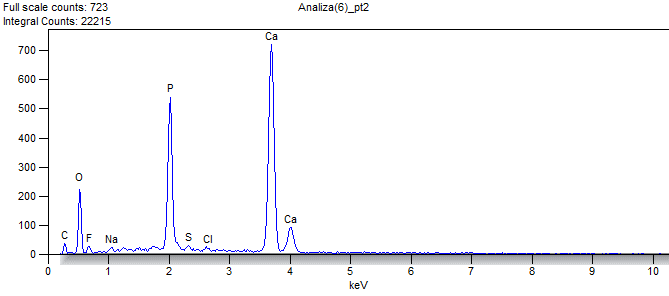 Full scale counts: 723
Analiza(6)_pt2
Integral Counts: 22215
Ca
700
600
P
500
400
300
O
200
Ca
100
C
F
Na
S
Cl
0
0 1 2 3 4 5 6 7 8 9 10
keV